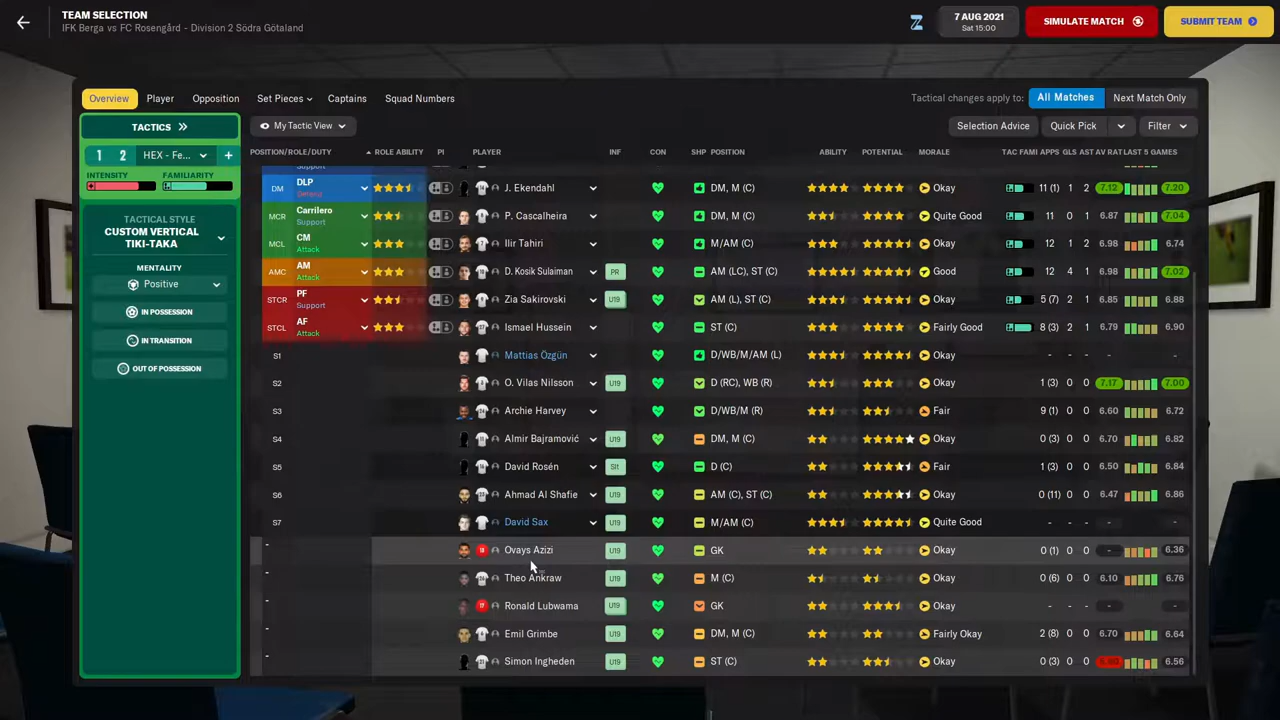 TEAM SELECTION
IFK Berga vs FC Rosengård - Division 2 Södra Götaland
7 AUG 2021
Sat 15:00
SIMULATE MATCH
SUBMIT TEAM
Overview Player Opposition Set Pieces Captains Squad Numbers
Tactical changes apply to: All Matches Next Match Only
TACTICS
My Tactic View
Selection Advice Quick Pick Filter
1 2 HEX - Fe... +
INTENSITY FAMILIARITY
TACTICAL STYLE
CUSTOM VERTICAL
TIKI-TAKA
MENTALITY
Positive
IN POSSESSION
IN TRANSITION
OUT OF POSSESSION
POSITION/ROLE/DUTY ROLE ABILITY PI PLAYER INF CON SHP POSITION ABILITY POTENTIAL MORALE TAC FAMI APPS GLS AST AV RAT LAST 5 GAMES
Support
DM DLP Defend J. Ekendahl DM, M (C) Okay 11 (1) 1 2 7.12 7.20
MCR Carrilero Support P. Cascalheira DM, M (C) Quite Good 11 0 1 6.87 7.04
MCL CM Attack Ilir Tahiri M/AM (C) Okay 12 1 2 6.98 6.74
AMC AM Attack D. Kosik Sulaiman PR AM (LC), ST (C) Good 12 4 1 6.98 7.02
STCR PF Support Zia Sakirovski U19 AM (L), ST (C) Okay 5 (7) 2 1 6.85 6.88
STCL AF Attack Ismael Hussein ST (C) Fairly Good 8 (3) 2 1 6.79 6.90
S1 Mattias Özgün D/WB/M/AM (L) Okay - - - - -
S2 O. Vilas Nilsson U19 D (RC), WB (R) Okay 1 (3) 0 0 7.17 7.00
S3 Archie Harvey D/WB/M (R) Fair 9 (1) 0 0 6.60 6.72
S4 Almir Bajramović U19 DM, M (C) Okay 0 (3) 0 0 6.70 6.82
S5 David Rosén Slt D (C) Fair 1 (3) 0 0 6.50 6.84
S6 Ahmad Al Shafie U19 AM (C), ST (C) Okay 0 (11) 0 0 6.47 6.86
S7 David Sax U19 M/AM (C) Quite Good - - - - -
- 18 Ovays Azizi U19 GK Okay 0 (1) 0 0 - 6.36
- Theo Ankraw U19 M (C) Okay 0 (6) 0 0 6.10 6.76
- 17 Ronald Lubwama U19 GK Okay - - - - -
- Emil Grimbe U19 DM, M (C) Fairly Okay 2 (8) 0 0 6.70 6.64
- Simon Ingheden U19 ST (C) Okay 0 (3) 0 0 6.56